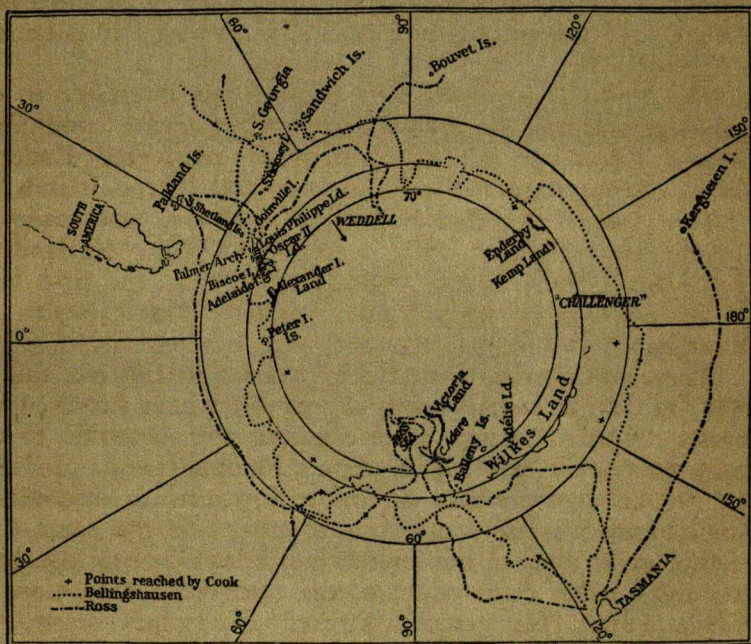 60°
90°
120°
30°
150°
0°
180°
30°
150°
60°
90°
120°
70°
60°
S. Georgia
Sandwich Is.
Bouvet Is.
Falkland Is.
S. Shetland Is.
Joinville I.
Louis Philippe Ld.
Oscar II
Ld.
SOUTH
AMERICA
Palmer Arch.
Biscoe I.
Adelaide I.
Alexander I.
Land
Peter I.
Is.
WEDDELL
Enderby
Land
Kemp Land
"CHALLENGER"
Kerguelen I.
Victoria
Land
C. Adare
Balleny Is.
Adélie Ld.
Wilkes Land
TASMANIA
Points reached by Cook
Bellingshausen
Ross